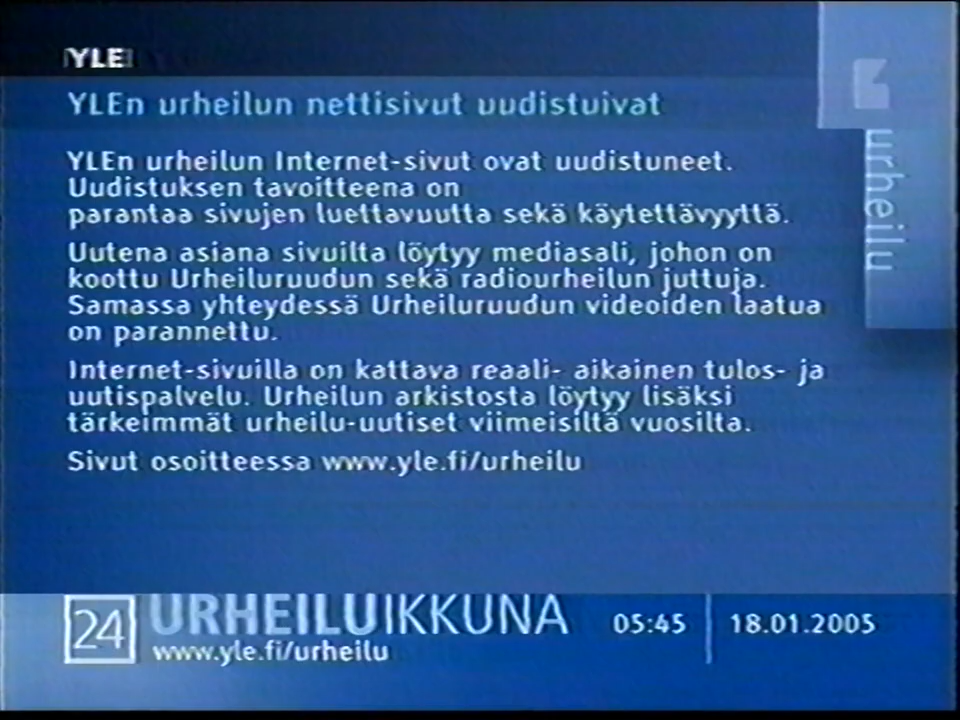 YLE
YLEn urheilun nettisivut uudistuivat
YLEn urheilun Internet-sivut ovat uudistuneet.
Uudistuksen tavoitteena on
parantaa sivujen luettavuutta sekä käytettävyyttä.
Uutena asiana sivuilta löytyy mediasali, johon on
koottu Urheiluruudun sekä radiourheilun juttuja.
Samassa yhteydessä Urheiluruudun videoiden laatua
on parannettu.
Internet-sivuilla on kattava reaali- aikainen tulos- ja
uutispalvelu. Urheilun arkistosta löytyy lisäksi
tärkeimmät urheilu-uutiset viimeisiltä vuosilta.
Sivut osoitteessa www.yle.fi/urheilu
urheilu
24 URHEILUIKKUNA 05:45 18.01.2005
www.yle.fi/urheilu